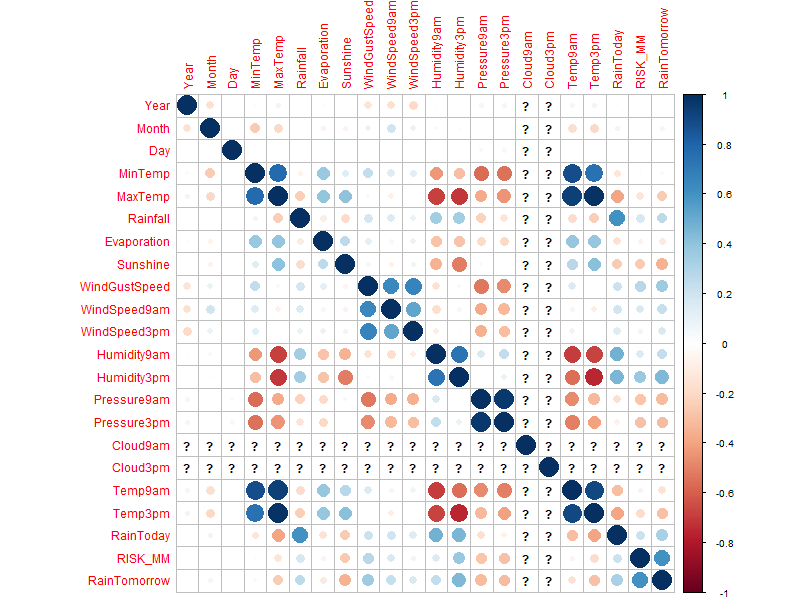 Year
Month
Day
MinTemp
MaxTemp
Rainfall
Evaporation
Sunshine
WindGustSpeed
WindSpeed9am
WindSpeed3pm
Humidity9am
Humidity3pm
Pressure9am
Pressure3pm
Cloud9am
Cloud3pm
Temp9am
Temp3pm
RainToday
RISK_MM
RainTomorrow
Year ? ?
Month ? ?
Day ? ?
MinTemp ? ?
MaxTemp ? ?
Rainfall ? ?
Evaporation ? ?
Sunshine ? ?
WindGustSpeed ? ?
WindSpeed9am ? ?
WindSpeed3pm ? ?
Humidity9am ? ?
Humidity3pm ? ?
Pressure9am ? ?
Pressure3pm ? ?
Cloud9am ? ? ? ? ? ? ? ? ? ? ? ? ? ? ? ? ? ? ? ? ?
Cloud3pm ? ? ? ? ? ? ? ? ? ? ? ? ? ? ? ? ? ? ? ? ?
Temp9am ? ?
Temp3pm ? ?
RainToday ? ?
RISK_MM ? ?
RainTomorrow ? ?
1
0.8
0.6
0.4
0.2
0
-0.2
-0.4
-0.6
-0.8
-1